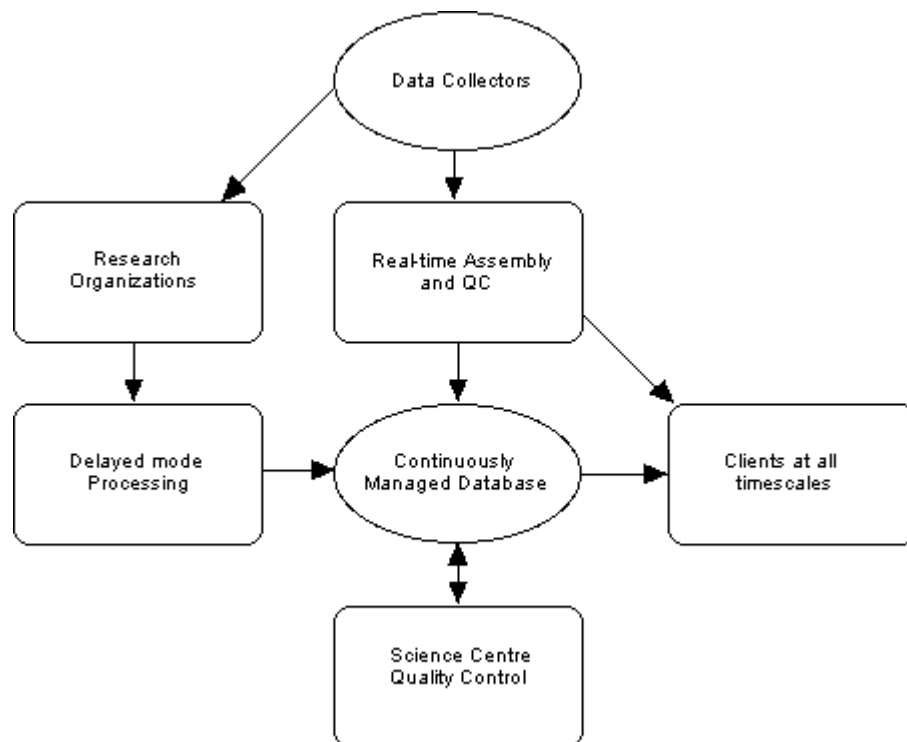 Data Collectors
Research
Organizations
Real-time Assembly
and QC
Delayed mode
Processing
Continuously
Managed Database
Clients at all
timescales
Science Centre
Quality Control